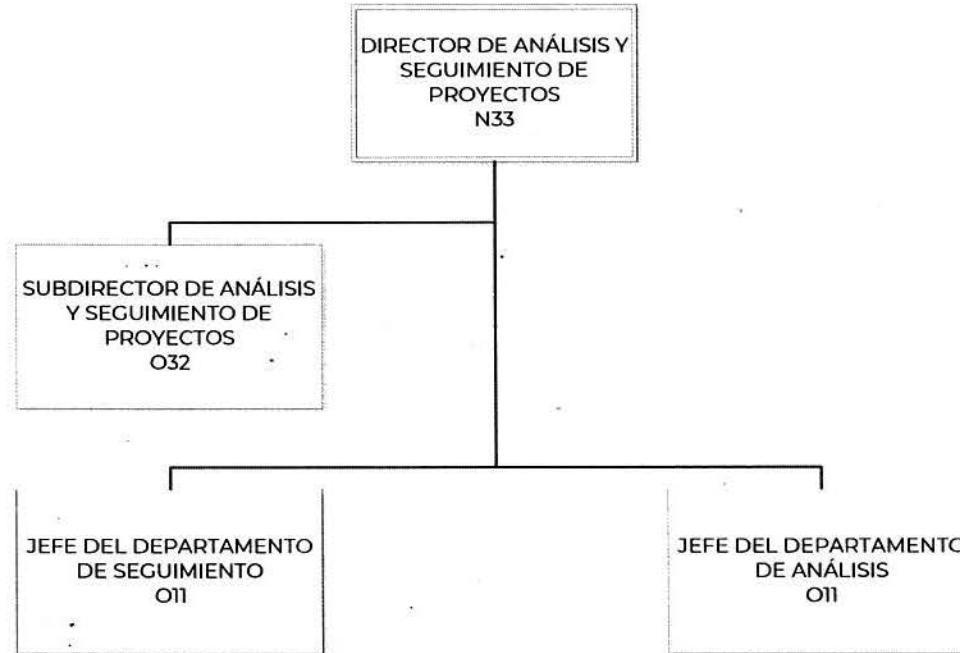 DIRECTOR DE ANÁLISIS Y
SEGUIMIENTO DE
PROYECTOS
N33
SUBDIRECTOR DE ANÁLISIS
Y SEGUIMIENTO DE
PROYECTOS
O32
JEFE DEL DEPARTAMENTO
DE SEGUIMIENTO
O11
JEFE DEL DEPARTAMENTO
DE ANÁLISIS
O11